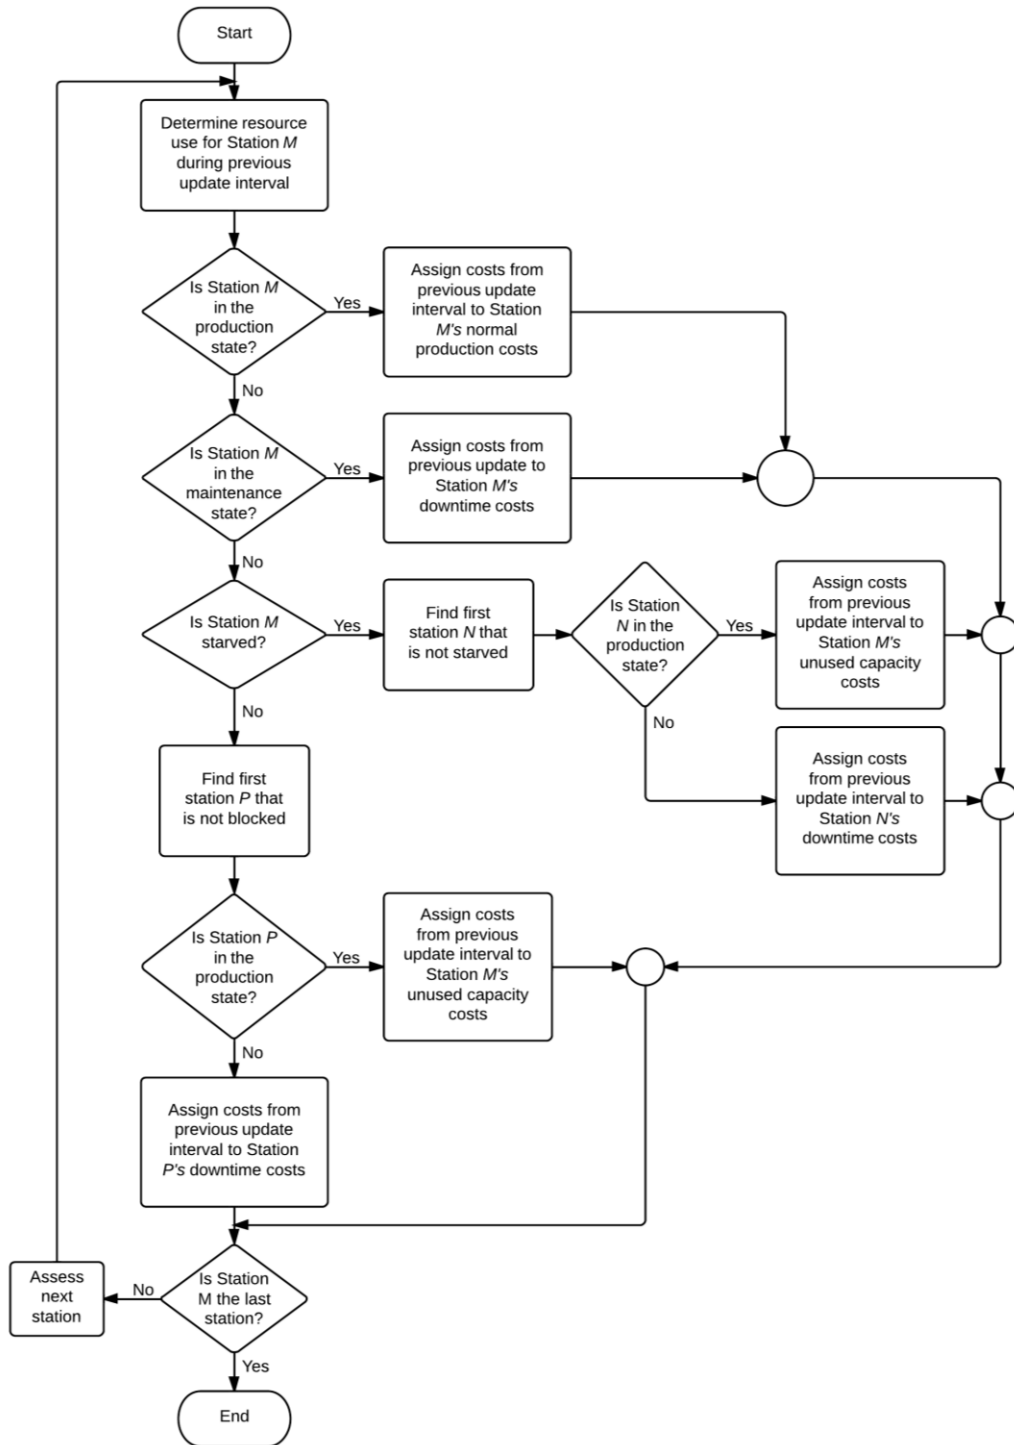 Start
Determine resource
use for Station M
during previous
update interval
Is Station M
in the
production
state?
Yes
Assign costs from
previous update
interval to Station
M's normal
production costs
No
Is Station M
in the
maintenance
state?
Yes
Assign costs from
previous update to
Station M's
downtime costs
No
Is Station M
starved?
Yes
Find first
station N that
is not starved
Is Station
N in the
production
state?
Yes
Assign costs
from previous
update interval to
Station M's
unused capacity
costs
No
Assign costs
from previous
update interval to
Station N's
downtime costs
No
Find first
station P that
is not blocked
Is Station P
in the
production
state?
Yes
Assign costs
from previous
update interval to
Station M's
unused capacity
costs
No
Assign costs from
previous update
interval to Station
P's downtime costs
Is Station
M the last
station?
No
Assess
next
station
Yes
End